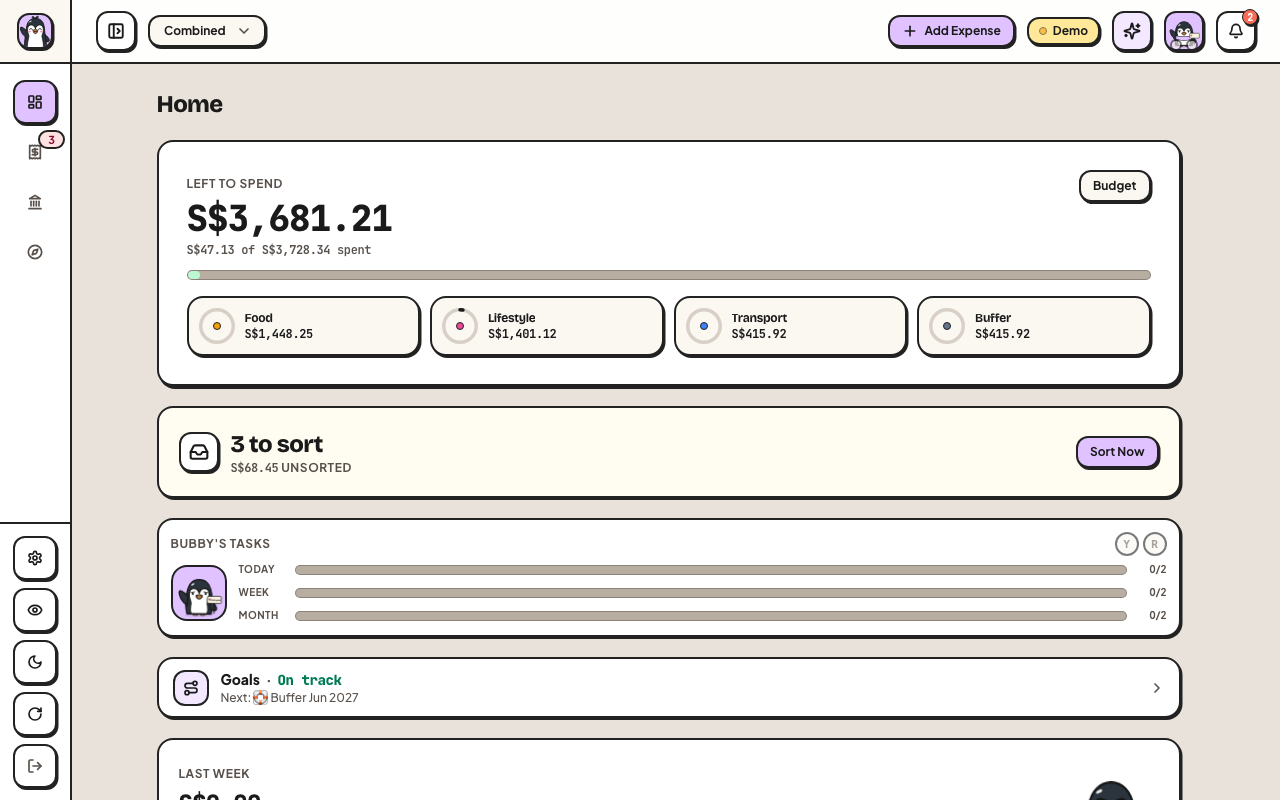 Combined
Add Expense
Demo
2
3
Home
LEFT TO SPEND
Budget
S$3,681.21
S$47.13 of S$3,728.34 spent
Food
S$1,448.25
Lifestyle
S$1,401.12
Transport
S$415.92
Buffer
S$415.92
3 to sort
S$68.45 UNSORTED
Sort Now
BUBBY'S TASKS
Y R
TODAY 0/2
WEEK 0/2
MONTH 0/2
Goals · On track
Next: Buffer Jun 2027
LAST WEEK